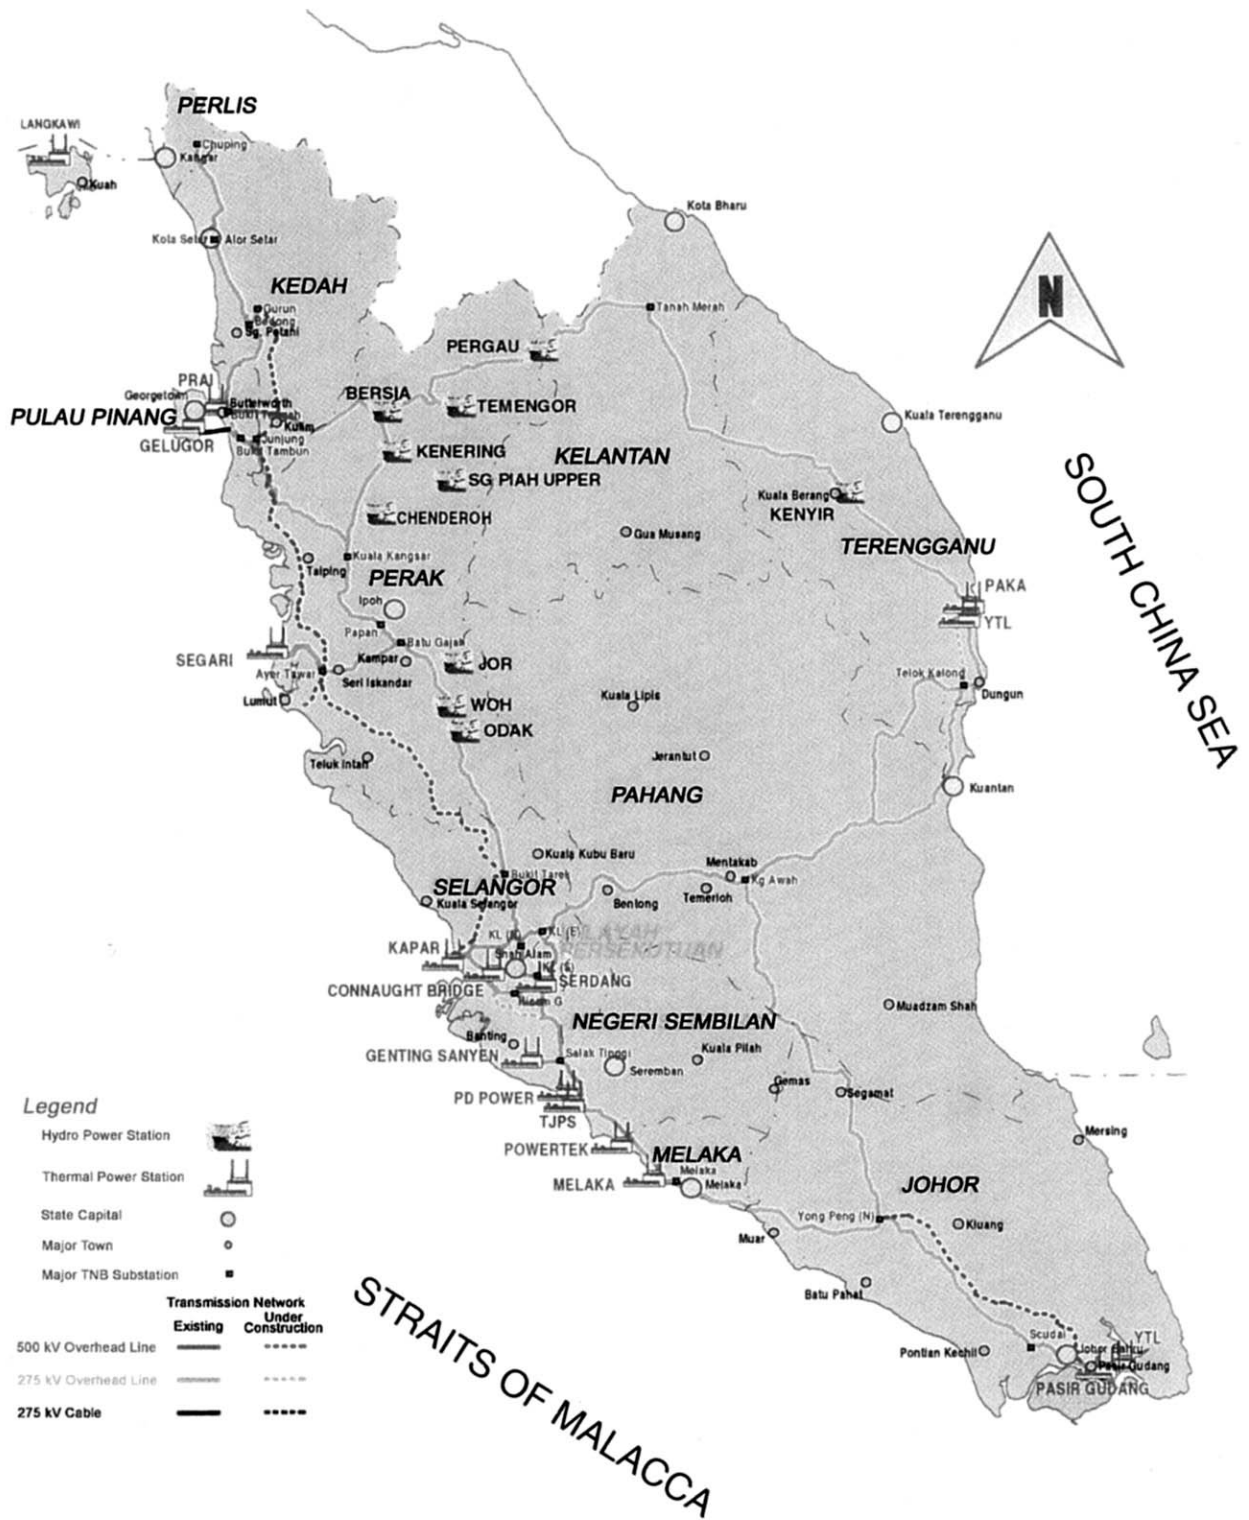 PERLIS
LANGKAWI
Chuping
Kangar
Kuah
Kota Bharu
Kota Setar
Alor Setar
N
KEDAH
Gurun
Bedong
Sg. Petani
Tanah Merah
PERGAU
PRAI
Georgetown
BERSIA
TEMENGOR
Butterworth
Bukit Tengah
PULAU PINANG
Kulim
Kuala Terengganu
GELUGOR
Junjung
Bukit Tambun
KENERING
KELANTAN
SG PIAH UPPER
Kuala Berang
KENYIR
CHENDEROH
Gua Musang
TERENGGANU
SOUTH CHINA SEA
Kuala Kangsar
Taiping
PERAK
PAKA
Ipoh
YTL
Papan
Batu Gajah
SEGARI
Kampar
JOR
Ayer Tawar
Seri Iskandar
Telok Kalong
Dungun
Lumut
WOH
Kuala Lipis
ODAK
Teluk Intan
Jerantut
PAHANG
Kuantan
Kuala Kubu Baru
Mentakab
Bukit Tarek
Kg Awah
SELANGOR
Kuala Selangor
Bentong
Temerloh
KL (N)
KL (E)
WILAYAH
PERSEKUTUAN
KAPAR
Shah Alam
KL (S)
SERDANG
CONNAUGHT BRIDGE
Muadzam Shah
NEGERI SEMBILAN
Banting
GENTING SANYEN
Salak Tinggi
Kuala Pilah
Seremban
Gemas
Segamat
PD POWER
TJPS
Mersing
POWERTEK
MELAKA
Melaka
MELAKA
Melaka
JOHOR
Yong Peng (N)
Kluang
Muar
Batu Pahat
Scudai
YTL
Pontian Kechil
Johor Bahru
Pasir Gudang
PASIR GUDANG
STRAITS OF MALACCA
Legend
Hydro Power Station
Thermal Power Station
State Capital
Major Town
Major TNB Substation
Transmission Network
Existing
Under
Construction
500 kV Overhead Line
275 kV Overhead Line
275 kV Cable